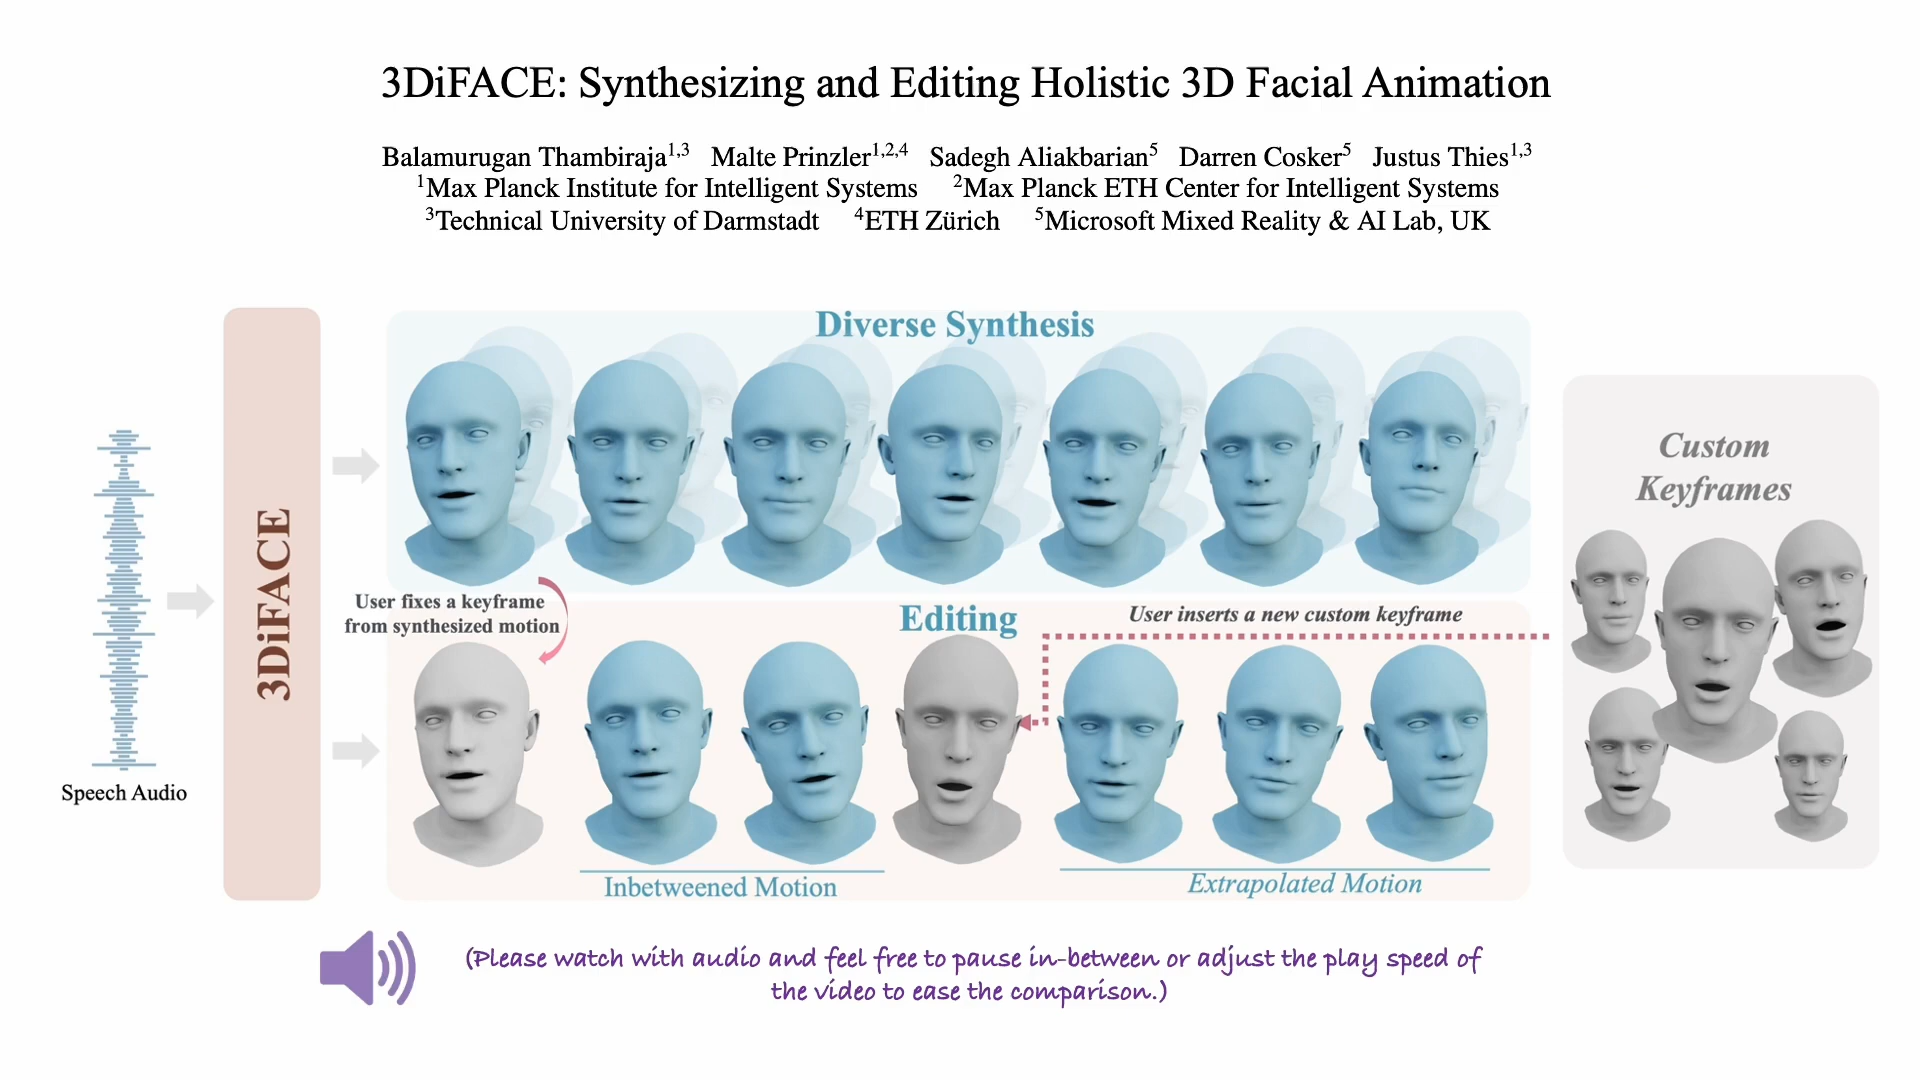 3DiFACE: Synthesizing and Editing Holistic 3D Facial Animation
Balamurugan Thambiraja1,3 Malte Prinzler1,2,4 Sadegh Aliakbarian5 Darren Cosker5 Justus Thies1,3
1Max Planck Institute for Intelligent Systems 2Max Planck ETH Center for Intelligent Systems
3Technical University of Darmstadt 4ETH Zürich 5Microsoft Mixed Reality & AI Lab, UK
Speech Audio
3DiFACE
Diverse Synthesis
User fixes a keyframe
from synthesized motion
Editing
User inserts a new custom keyframe
Inbetweened Motion
Extrapolated Motion
Custom
Keyframes
(Please watch with audio and feel free to pause in-between or adjust the play speed of
the video to ease the comparison.)